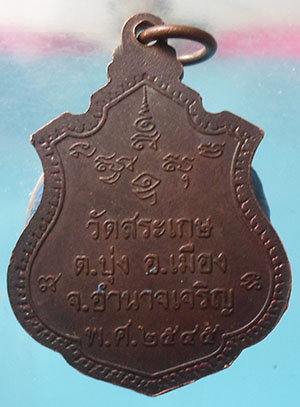 วัดสระเกษ
ต.บุ่ง อ.เมือง
จ.อำนาจเจริญ
พ.ศ.๒๕๔๕